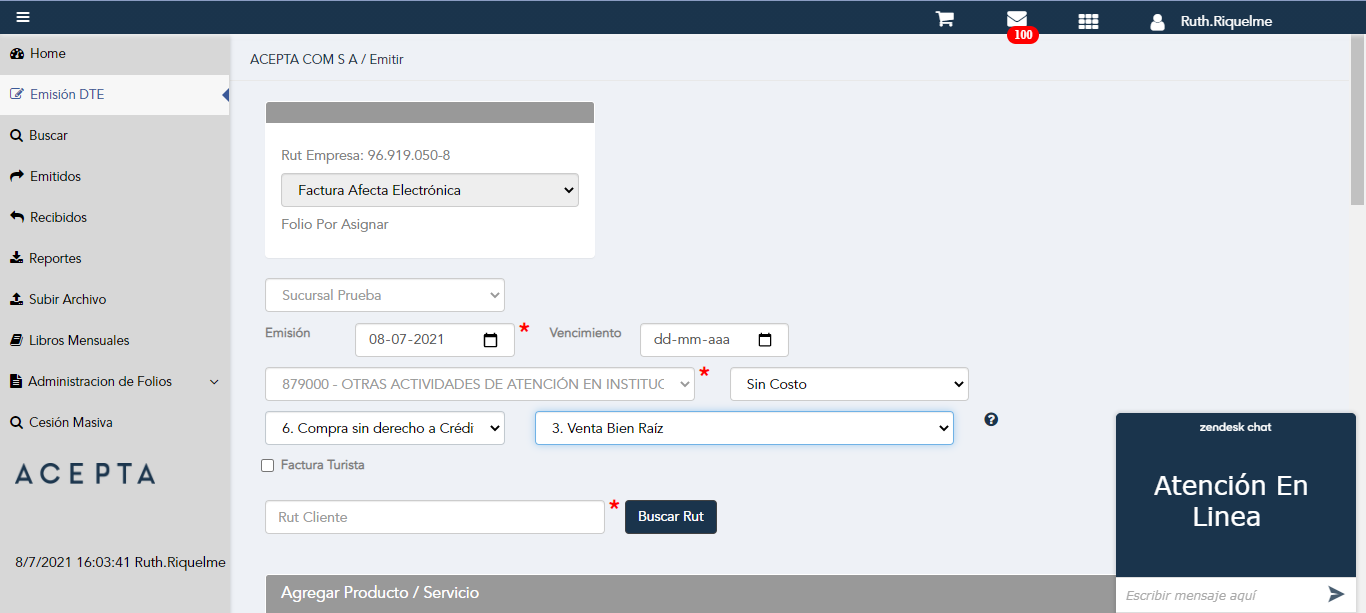 100
Ruth.Riquelme
Home
Emisión DTE
Buscar
Emitidos
Recibidos
Reportes
Subir Archivo
Libros Mensuales
Administracion de Folios
Cesión Masiva
ACEPTA
8/7/2021 16:03:41 Ruth.Riquelme
ACEPTA COM S A / Emitir
Rut Empresa: 96.919.050-8
Factura Afecta Electrónica
Folio Por Asignar
Sucursal Prueba
Emisión 08-07-2021 * Vencimiento dd-mm-aaa
879000 - OTRAS ACTIVIDADES DE ATENCIÓN EN INSTITUC * Sin Costo
6. Compra sin derecho a Crédi 3. Venta Bien Raíz ?
Factura Turista
Rut Cliente * Buscar Rut
Agregar Producto / Servicio
zendesk chat
Atención En
Linea
Escribir mensaje aquí